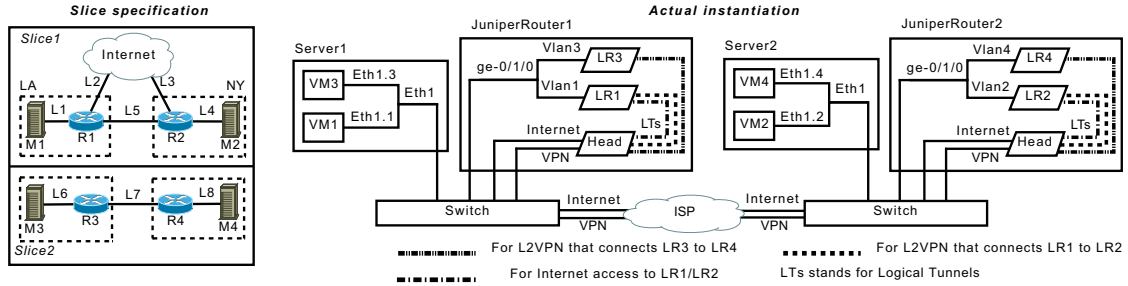 Slice specification
Slice1
Internet
L2
L3
LA
NY
L1
L5
L4
R1
R2
M1
M2
L6
L7
L8
R3
R4
M3
M4
Slice2
Actual instantiation
Server1
VM3
Eth1.3
Eth1
VM1
Eth1.1
JuniperRouter1
Vlan3
LR3
ge-0/1/0
Vlan1
LR1
LTs
Internet
Head
VPN
Server2
VM4
Eth1.4
Eth1
VM2
Eth1.2
JuniperRouter2
Vlan4
LR4
ge-0/1/0
Vlan2
LR2
LTs
Internet
Head
VPN
Switch
Internet
VPN
ISP
Internet
VPN
Switch
For L2VPN that connects LR3 to LR4
For L2VPN that connects LR1 to LR2
For Internet access to LR1/LR2
LTs stands for Logical Tunnels